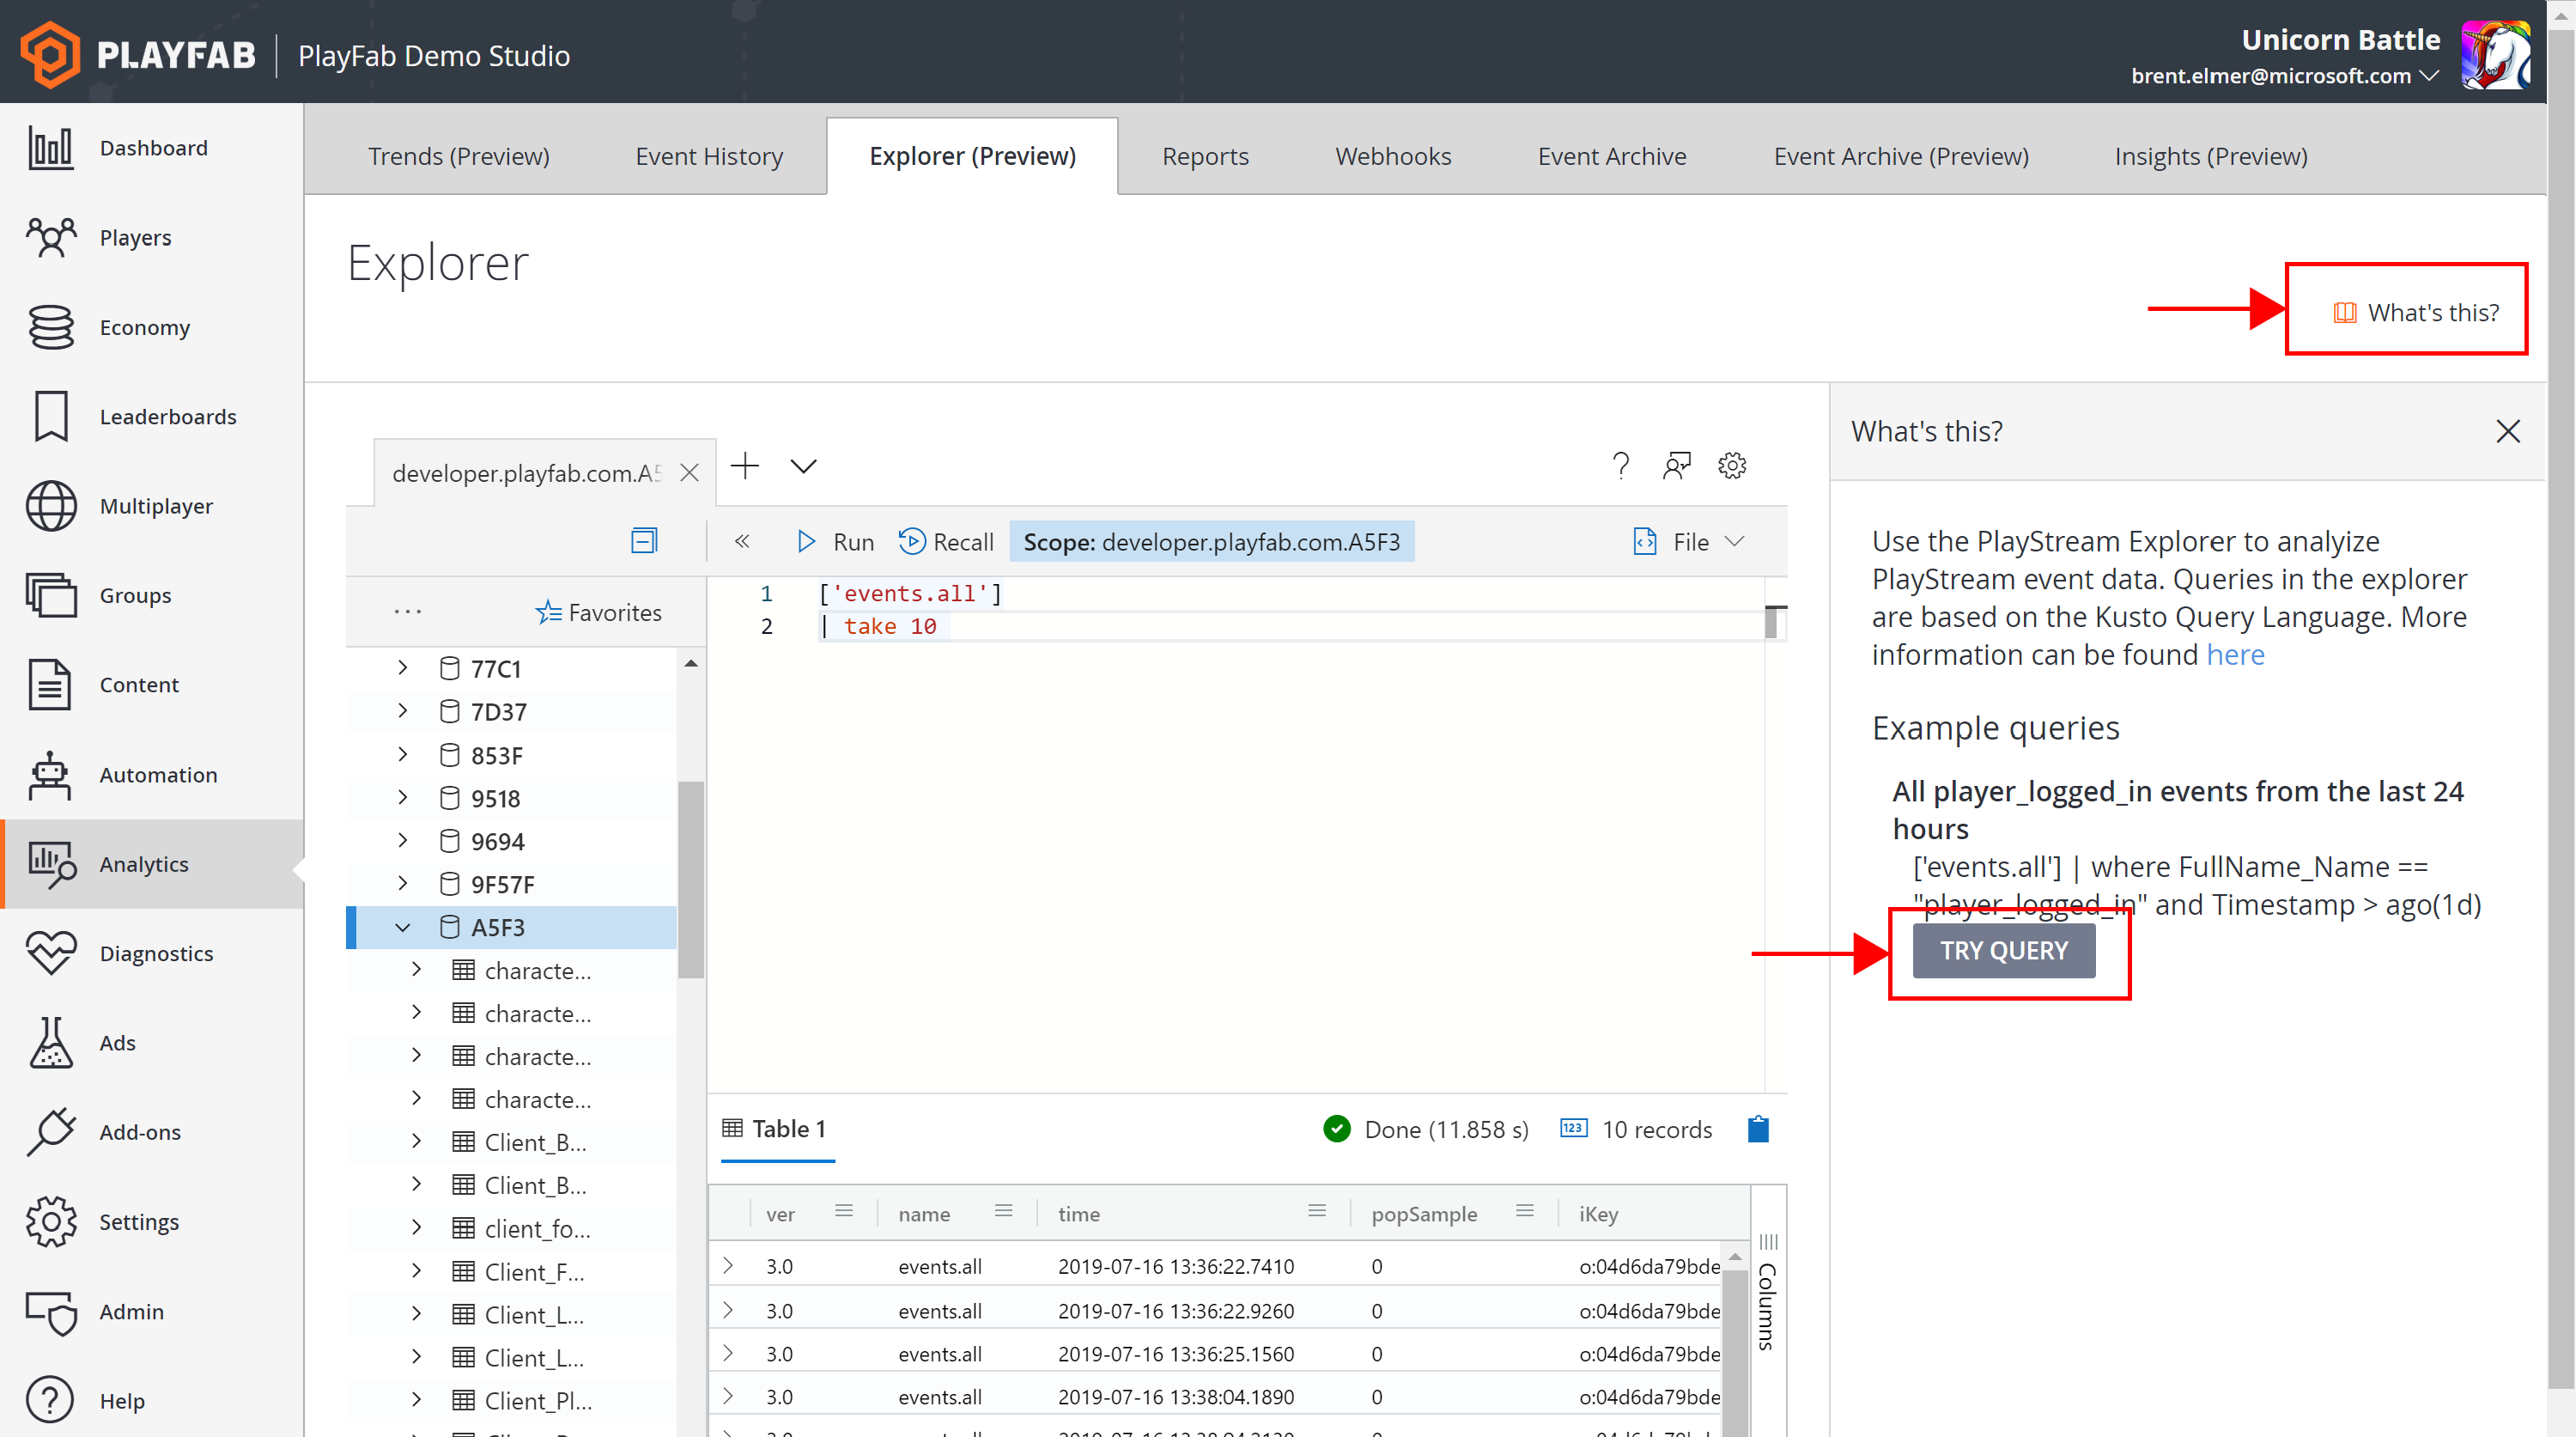 PLAYFAB
PlayFab Demo Studio
Unicorn Battle
brent.elmer@microsoft.com
Dashboard
Players
Economy
Leaderboards
Multiplayer
Groups
Content
Automation
Analytics
Diagnostics
Ads
Add-ons
Settings
Admin
Help
Trends (Preview)
Event History
Explorer (Preview)
Reports
Webhooks
Event Archive
Event Archive (Preview)
Insights (Preview)
Explorer
What's this?
developer.playfab.com.A5
Run
Recall
Scope: developer.playfab.com.A5F3
File
... Favorites
77C1
7D37
853F
9518
9694
9F57F
A5F3
characte...
characte...
characte...
characte...
Client_B...
Client_B...
client_fo...
Client_F...
Client_L...
Client_L...
Client_Pl...
1 ['events.all']
2 | take 10
Table 1
Done (11.858 s)
123
10 records
ver name time popSample iKey
3.0 events.all 2019-07-16 13:36:22.7410 0 o:04d6da79bde
3.0 events.all 2019-07-16 13:36:22.9260 0 o:04d6da79bde
3.0 events.all 2019-07-16 13:36:25.1560 0 o:04d6da79bde
3.0 events.all 2019-07-16 13:38:04.1890 0 o:04d6da79bde
Columns
What's this?
Use the PlayStream Explorer to analyize
PlayStream event data. Queries in the explorer
are based on the Kusto Query Language. More
information can be found here
Example queries
All player_logged_in events from the last 24
hours
['events.all'] | where FullName_Name ==
"player_logged_in" and Timestamp > ago(1d)
TRY QUERY